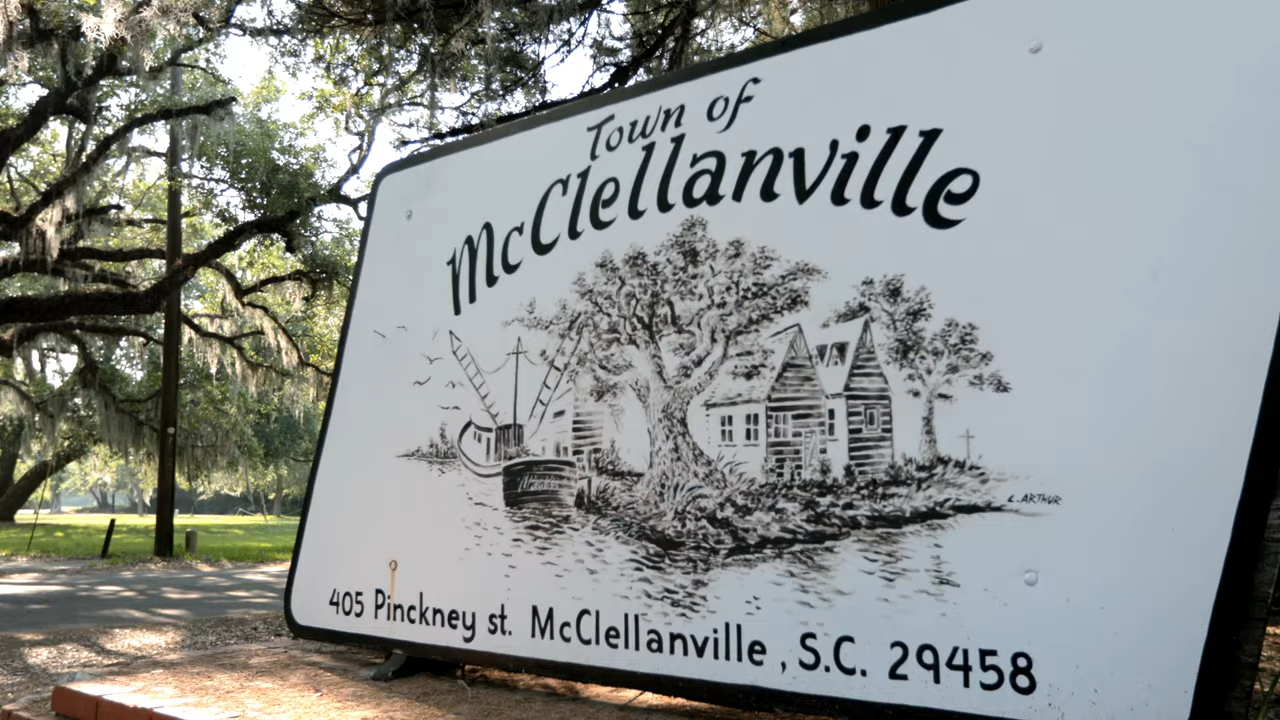 Town of
McClellanville
L. ARTHUR
405 Pinckney st. McClellanville, S.C. 29458